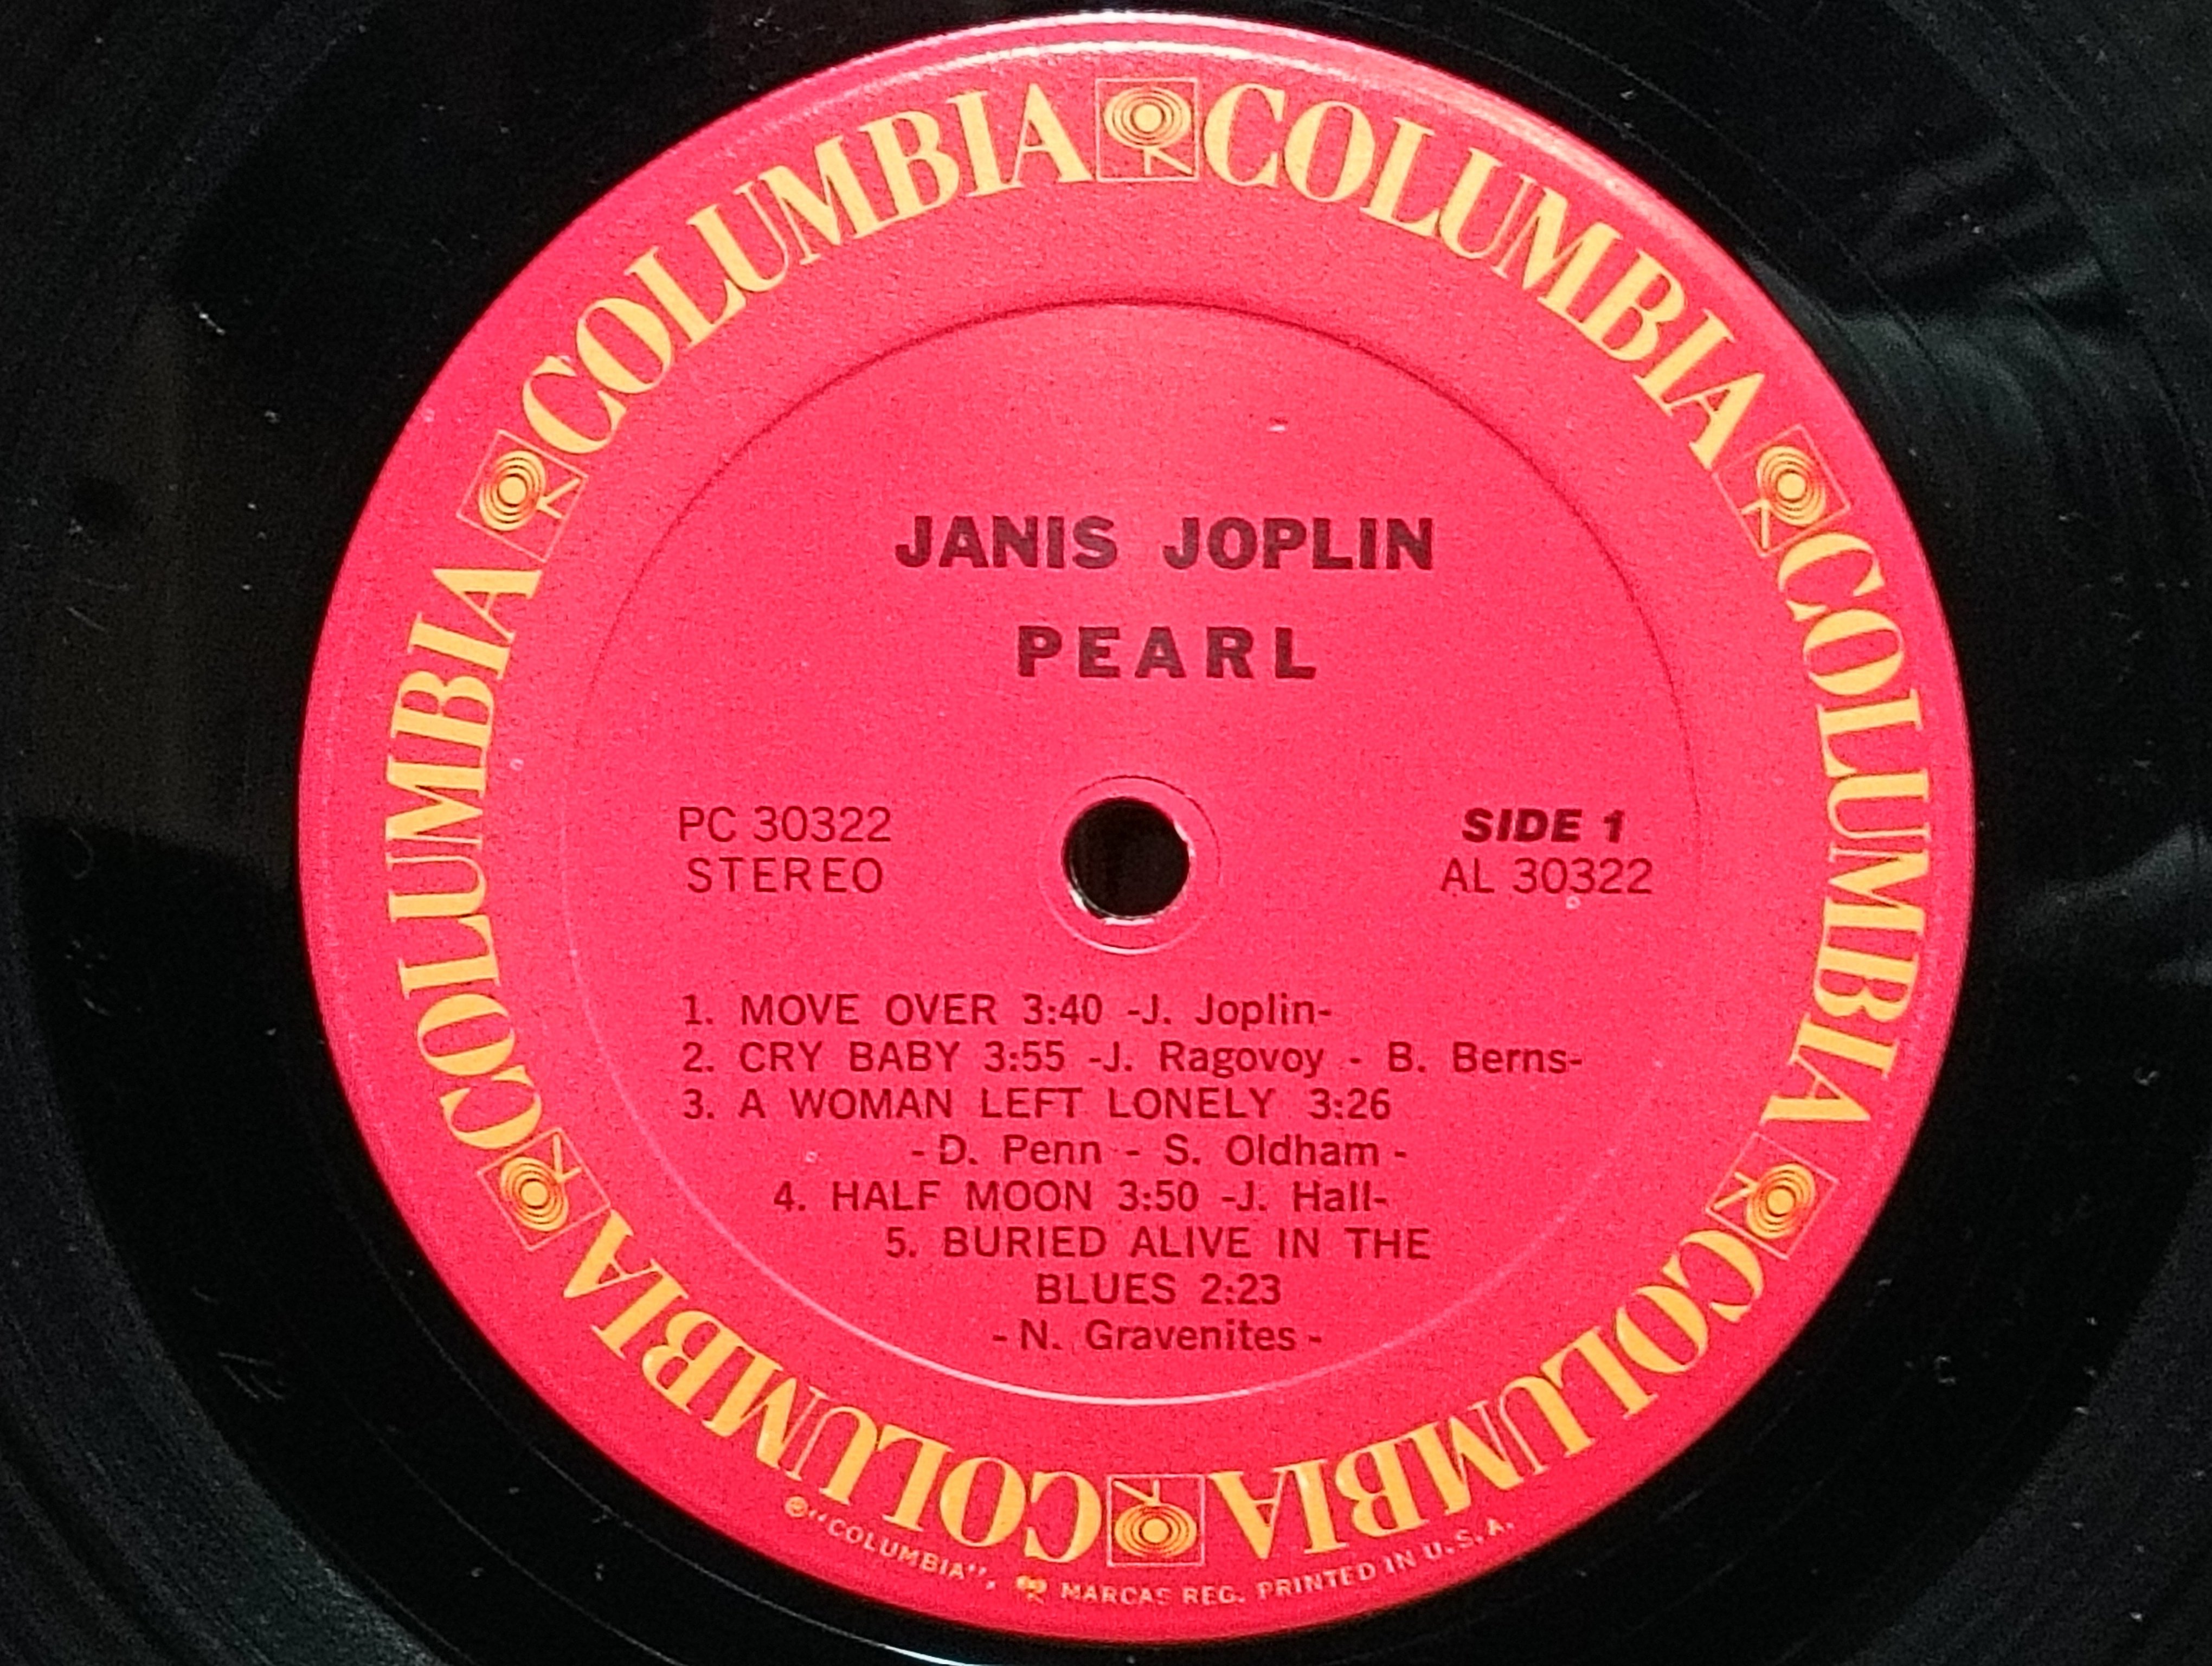 COLUMBIA COLUMBIA COLUMBIA COLUMBIA COLUMBIA COLUMBIA
JANIS JOPLIN
PEARL
PC 30322
STEREO
SIDE 1
AL 30322
1. MOVE OVER 3:40 -J. Joplin-
2. CRY BABY 3:55 -J. Ragovoy - B. Berns-
3. A WOMAN LEFT LONELY 3:26
- D. Penn - S. Oldham -
4. HALF MOON 3:50 -J. Hall-
5. BURIED ALIVE IN THE
BLUES 2:23
- N. Gravenites -
℗ "COLUMBIA", MARCAS REG. PRINTED IN U.S.A.